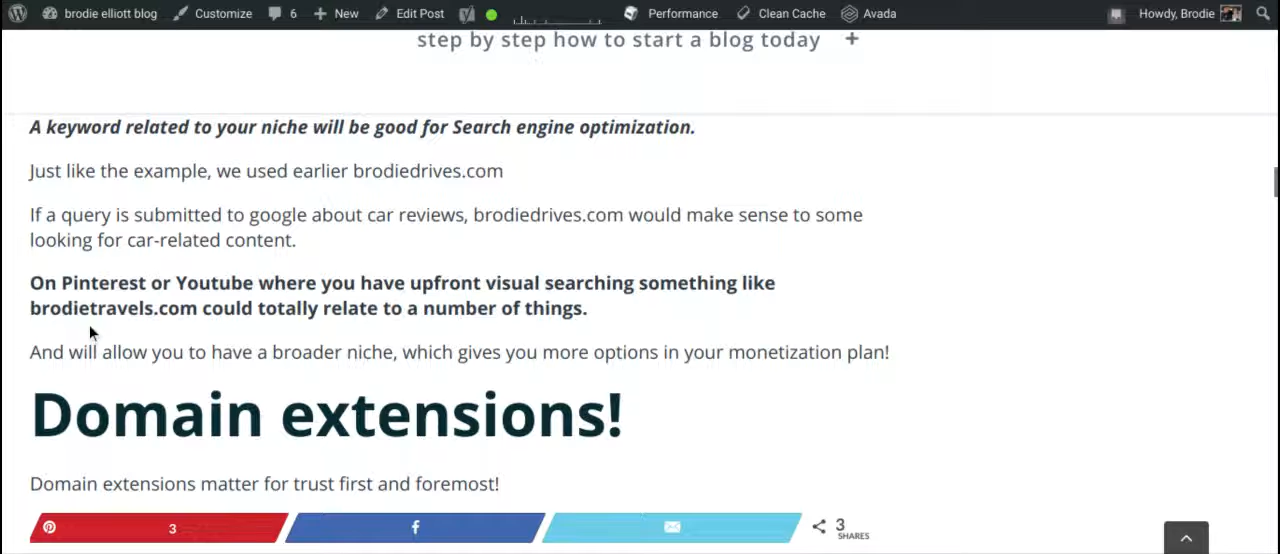 brodie elliott blog Customize 6 New Edit Post Performance Clean Cache Avada Howdy, Brodie
step by step how to start a blog today +
A keyword related to your niche will be good for Search engine optimization.
Just like the example, we used earlier brodiedrives.com
If a query is submitted to google about car reviews, brodiedrives.com would make sense to some
looking for car-related content.
On Pinterest or Youtube where you have upfront visual searching something like
brodietravels.com could totally relate to a number of things.
And will allow you to have a broader niche, which gives you more options in your monetization plan!
Domain extensions!
Domain extensions matter for trust first and foremost!
3
3
SHARES